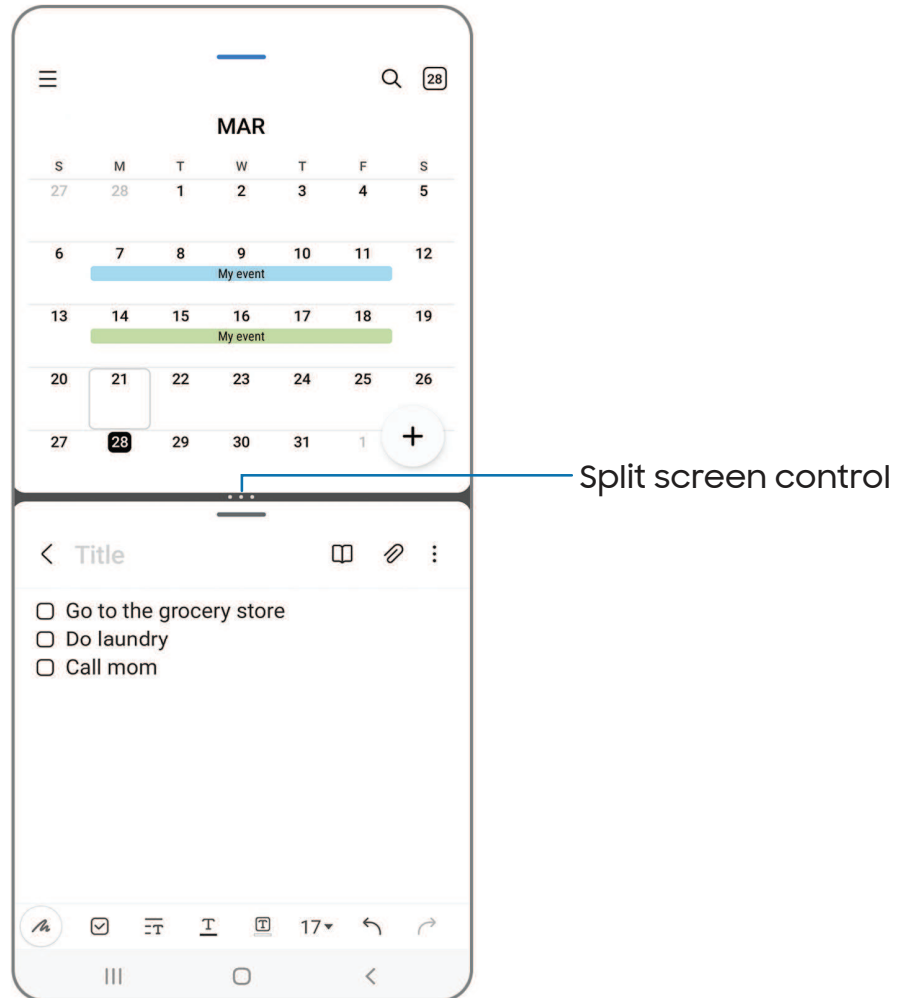 28
MAR
S M T W T F S
27 28 1 2 3 4 5
6 7 8 9 10 11 12
My event
13 14 15 16 17 18 19
My event
20 21 22 23 24 25 26
27 28 29 30 31 1
Split screen control
Title
Go to the grocery store
Do laundry
Call mom
T T T 17